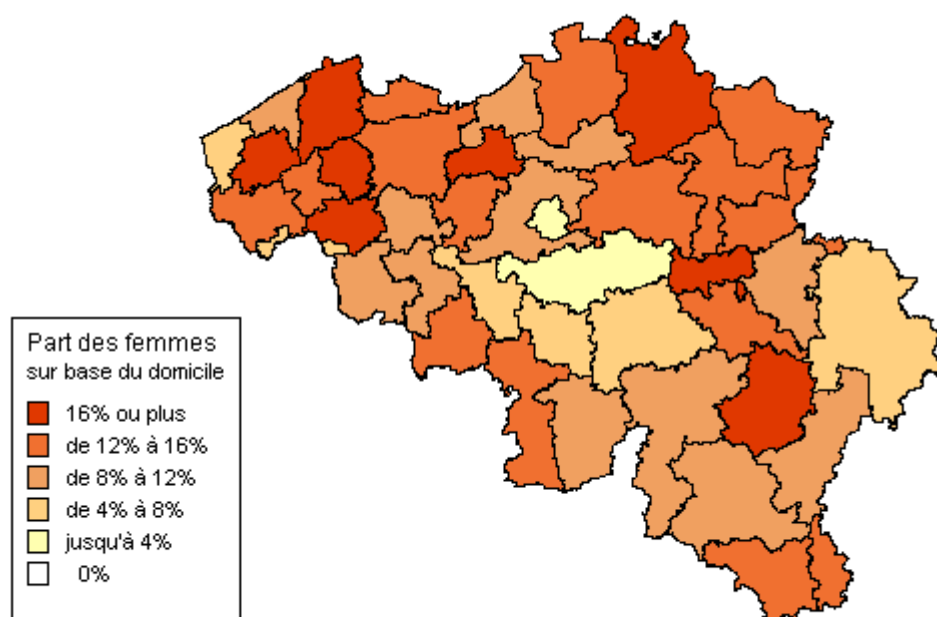 Part des femmes
sur base du domicile
16% ou plus
de 12% à 16%
de 8% à 12%
de 4% à 8%
jusqu'à 4%
0%